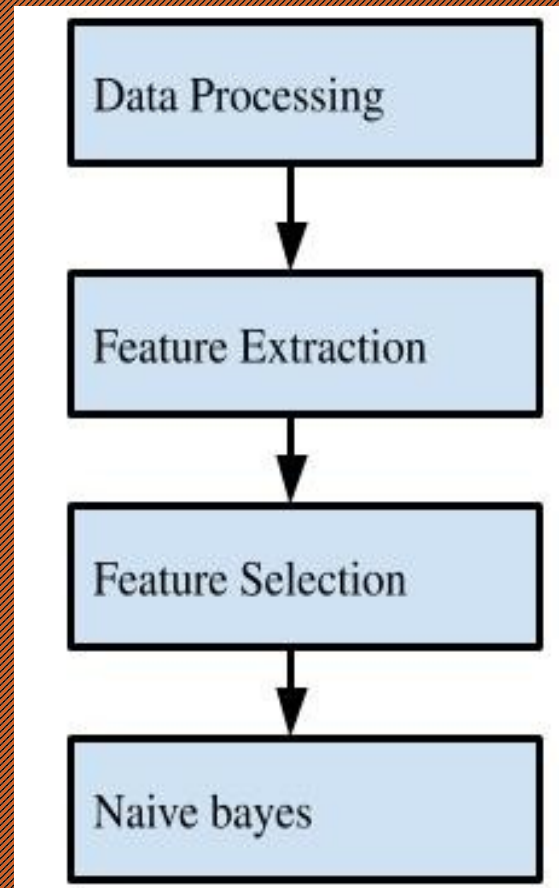 Data Processing
Feature Extraction
Feature Selection
Naive bayes